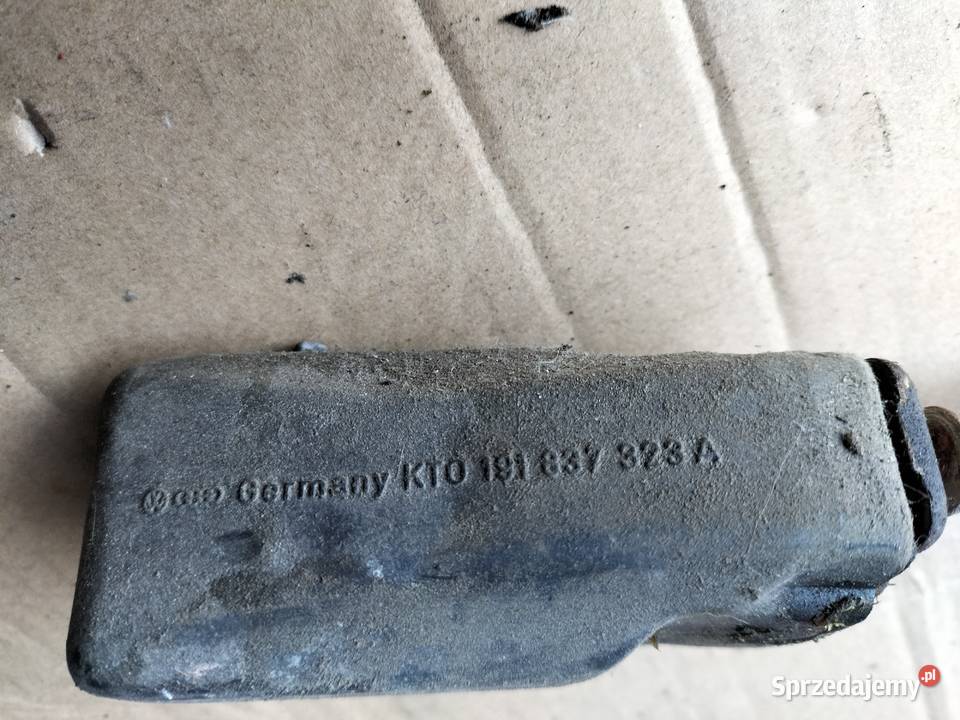 Germany KTO 191 837 323 A
Sprzedajemy.pl